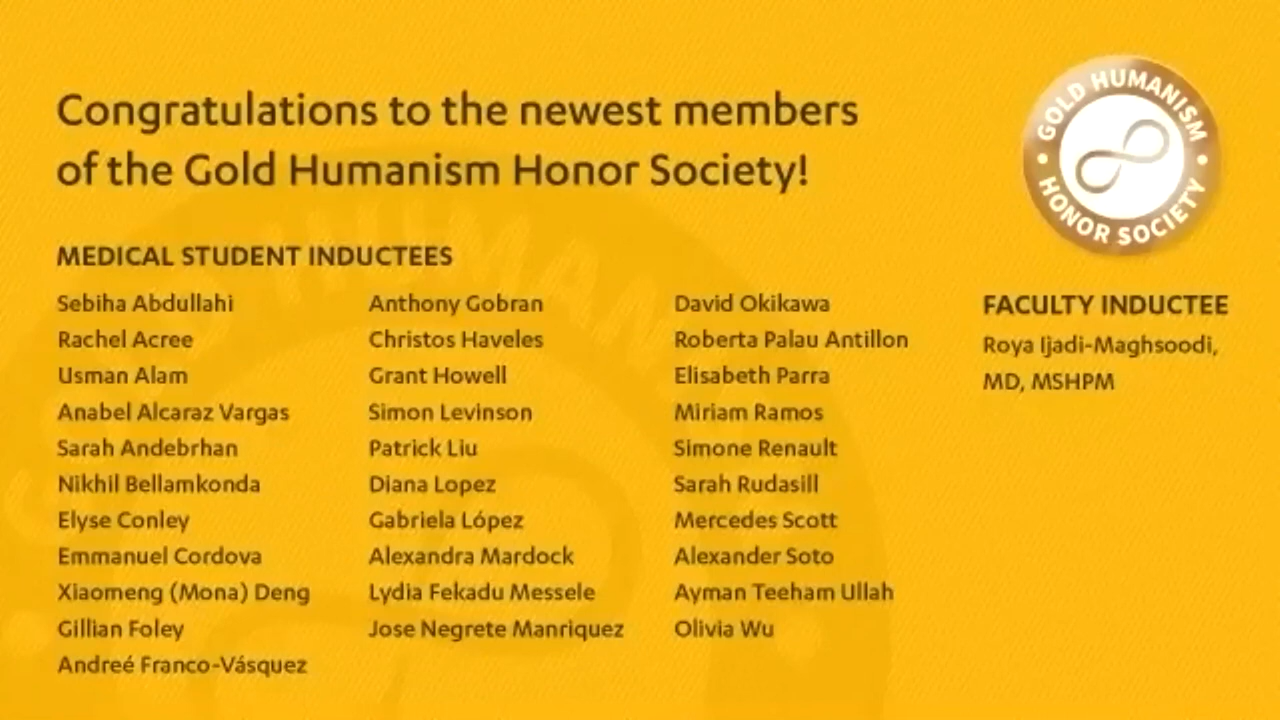 Congratulations to the newest members
of the Gold Humanism Honor Society!
GOLD HUMANISM
HONOR SOCIETY
MEDICAL STUDENT INDUCTEES
Sebiha Abdullahi
Rachel Acree
Usman Alam
Anabel Alcaraz Vargas
Sarah Andebrhan
Nikhil Bellamkonda
Elyse Conley
Emmanuel Cordova
Xiaomeng (Mona) Deng
Gillian Foley
Andreé Franco-Vásquez
Anthony Gobran
Christos Haveles
Grant Howell
Simon Levinson
Patrick Liu
Diana Lopez
Gabriela López
Alexandra Mardock
Lydia Fekadu Messele
Jose Negrete Manriquez
David Okikawa
Roberta Palau Antillon
Elisabeth Parra
Miriam Ramos
Simone Renault
Sarah Rudasill
Mercedes Scott
Alexander Soto
Ayman Teeham Ullah
Olivia Wu
FACULTY INDUCTEE
Roya Ijadi-Maghsoodi,
MD, MSHPM